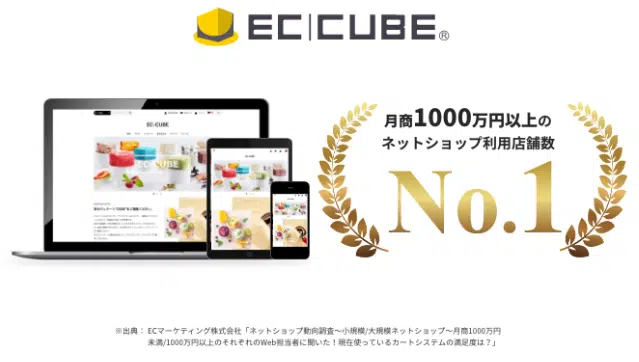 EC CUBE ®
月商1000万円以上の
ネットショップ利用店舗数
No.1
EC-CUBE
EC-CUBE
※出典： ECマーケティング株式会社「ネットショップ動向調査～小規模/大規模ネットショップ～月商1000万円
未満/1000万円以上のそれぞれのWeb担当者に聞いた！現在使っているカートシステムの満足度は？」